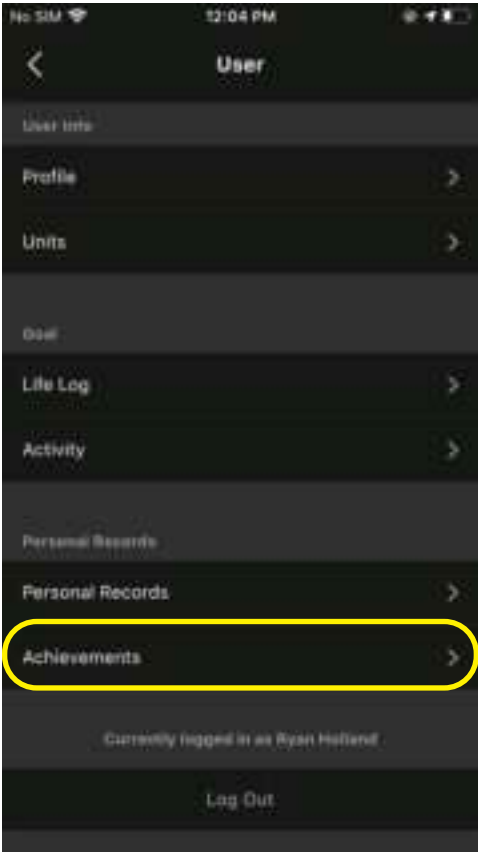 No SIM 12:04 PM
User
User Info
Profile
Units
Goal
Life Log
Activity
Personal Records
Personal Records
Achievements
Currently logged in as Ryan Holland
Log Out